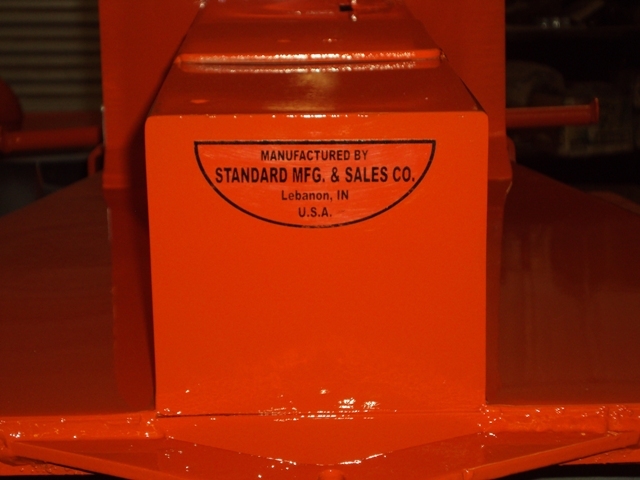 MANUFACTURED BY
STANDARD MFG. & SALES CO.
Lebanon, IN
U.S.A.